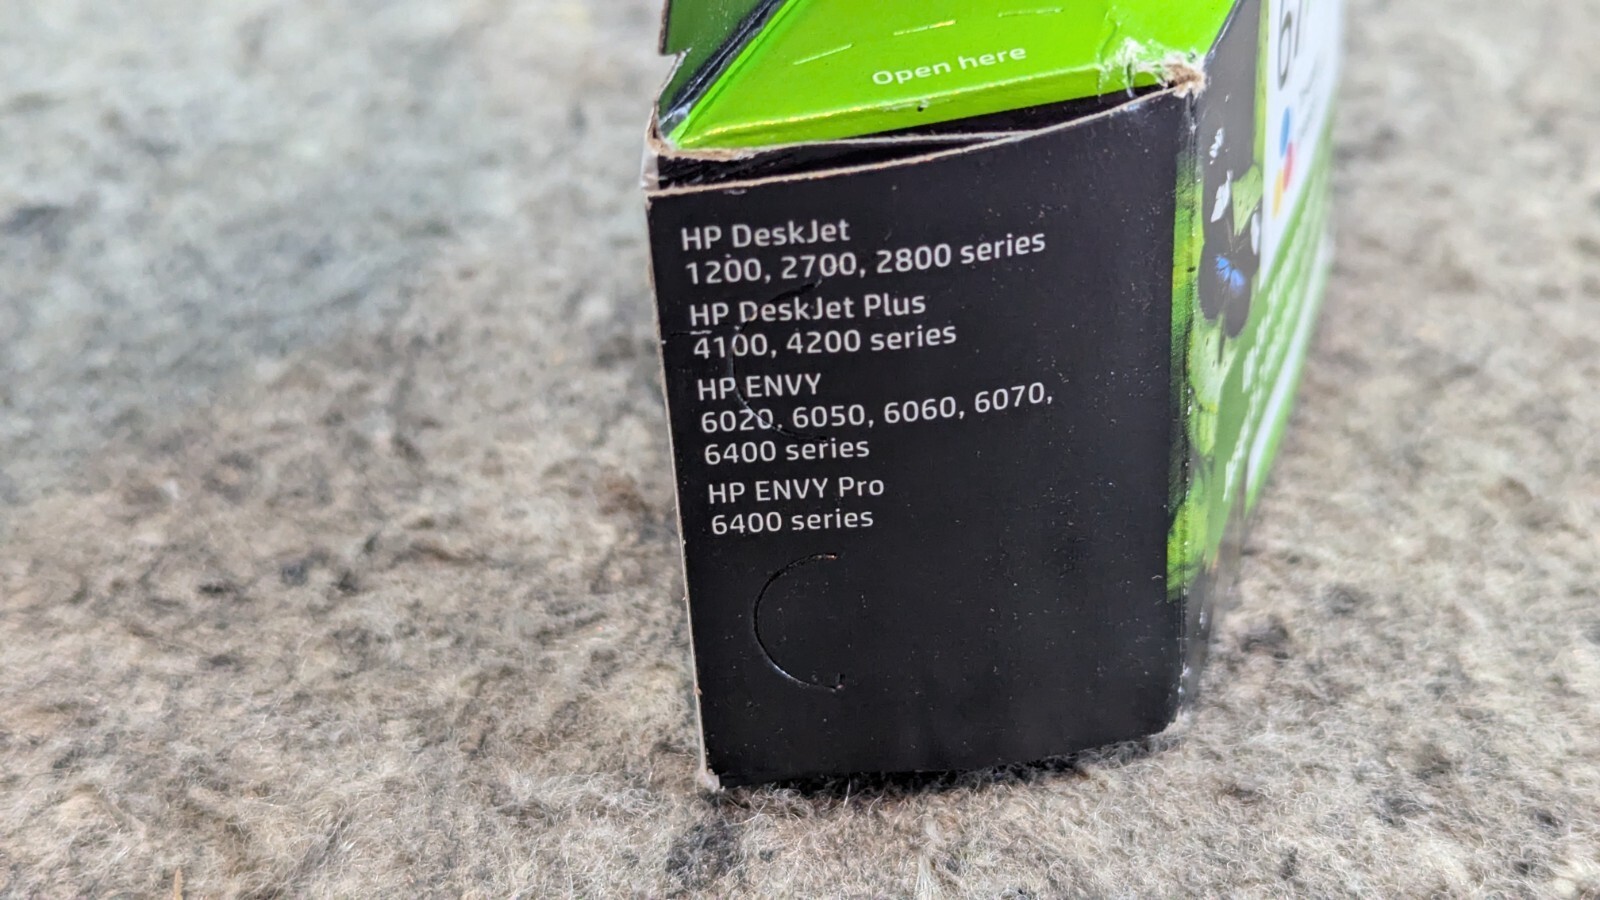 Open here
HP DeskJet
1200, 2700, 2800 series
HP DeskJet Plus
4100, 4200 series
HP ENVY
6020, 6050, 6060, 6070,
6400 series
HP ENVY Pro
6400 series